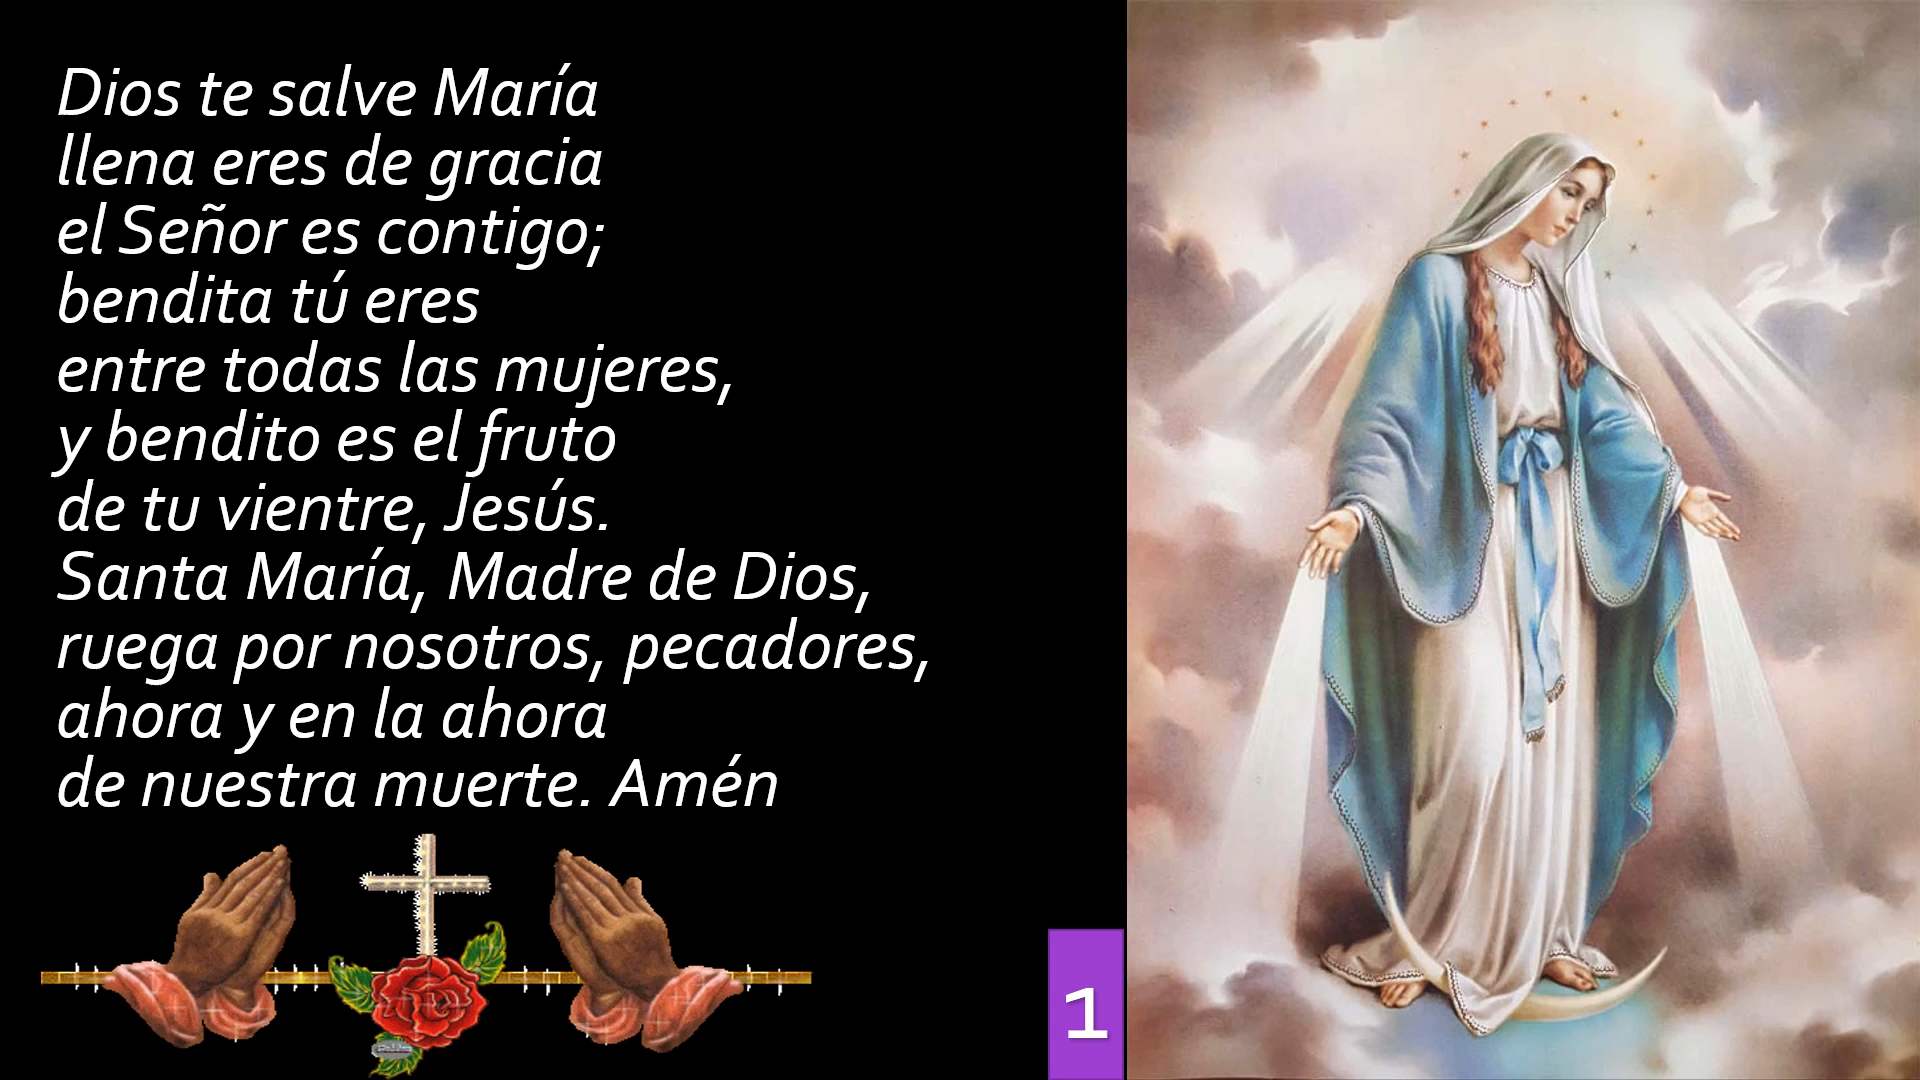 Dios te salve María
llena eres de gracia
el Señor es contigo;
bendita tú eres
entre todas las mujeres,
y bendito es el fruto
de tu vientre, Jesús.
Santa María, Madre de Dios,
ruega por nosotros, pecadores,
ahora y en la ahora
de nuestra muerte. Amén
1